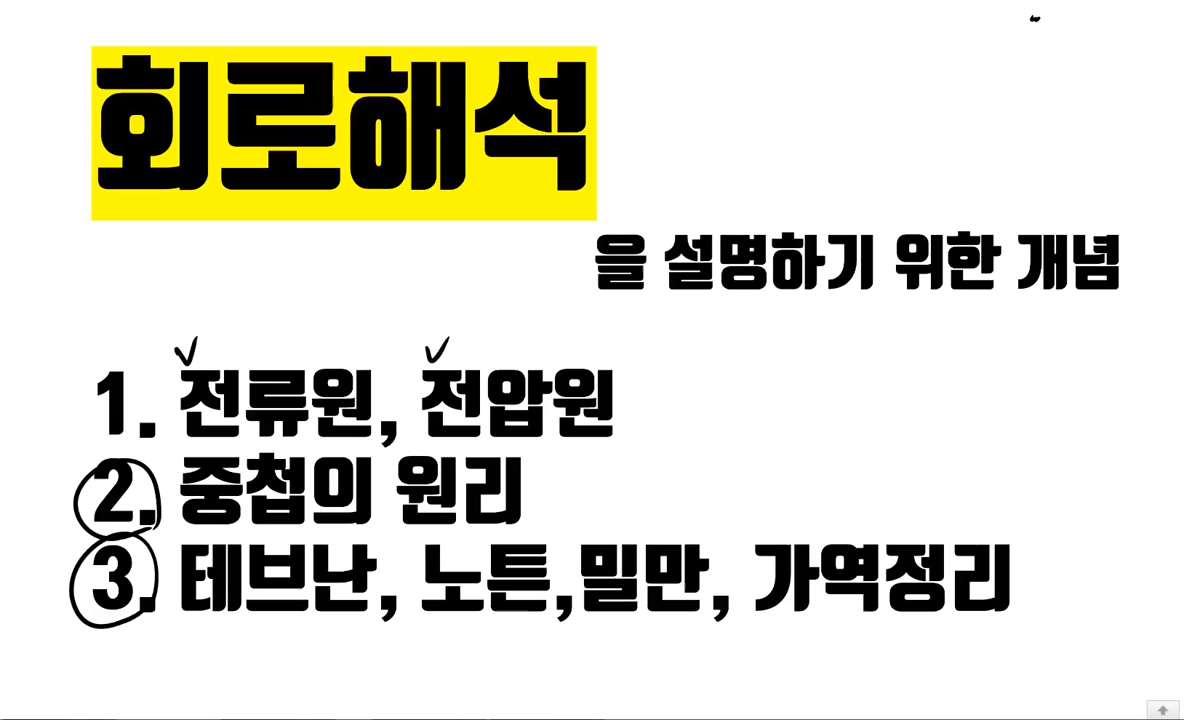 회로해석
을 설명하기 위한 개념
1. 전류원, 전압원
2. 중첩의 원리
3. 테브난, 노튼,밀만, 가역정리